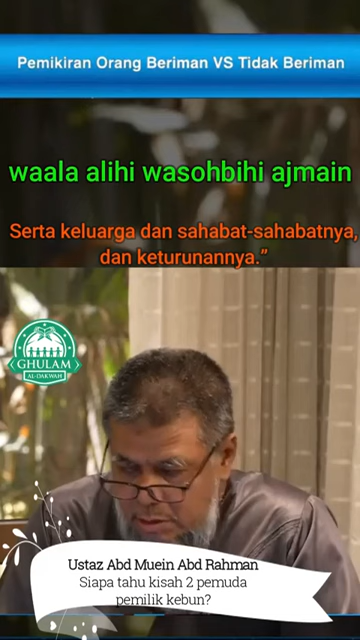 Pemikiran Orang Beriman VS Tidak Beriman
waala alihi wasohbihi ajmain
Serta keluarga dan sahabat-sahabatnya,
dan keturunannya.”
GHULAM
AL-DAKWAH
Ustaz Abd Muein Abd Rahman
Siapa tahu kisah 2 pemuda
pemilik kebun?